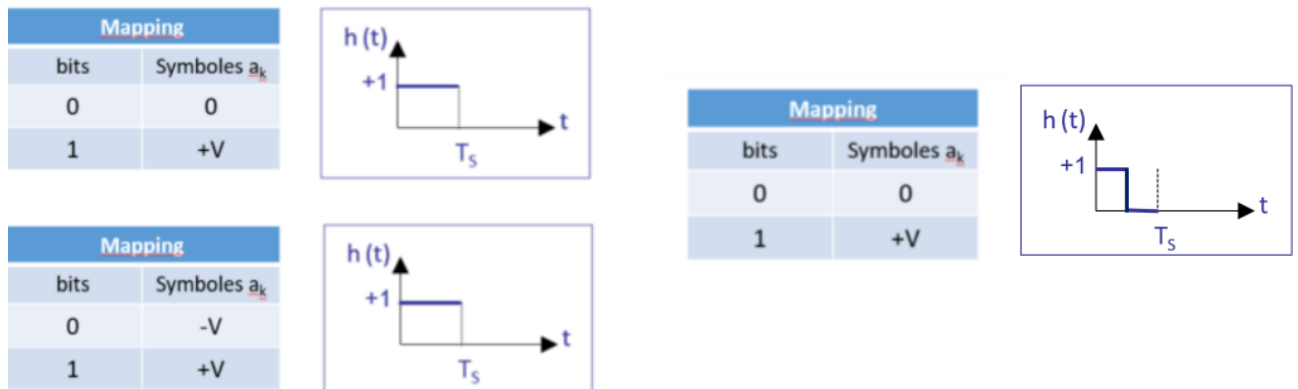 Mapping
bits Symboles ak
0 0
1 +V
h (t)
+1
t
TS
Mapping
bits Symboles ak
0 -V
1 +V
h (t)
+1
t
TS
Mapping
bits Symboles ak
0 0
1 +V
h (t)
+1
t
TS